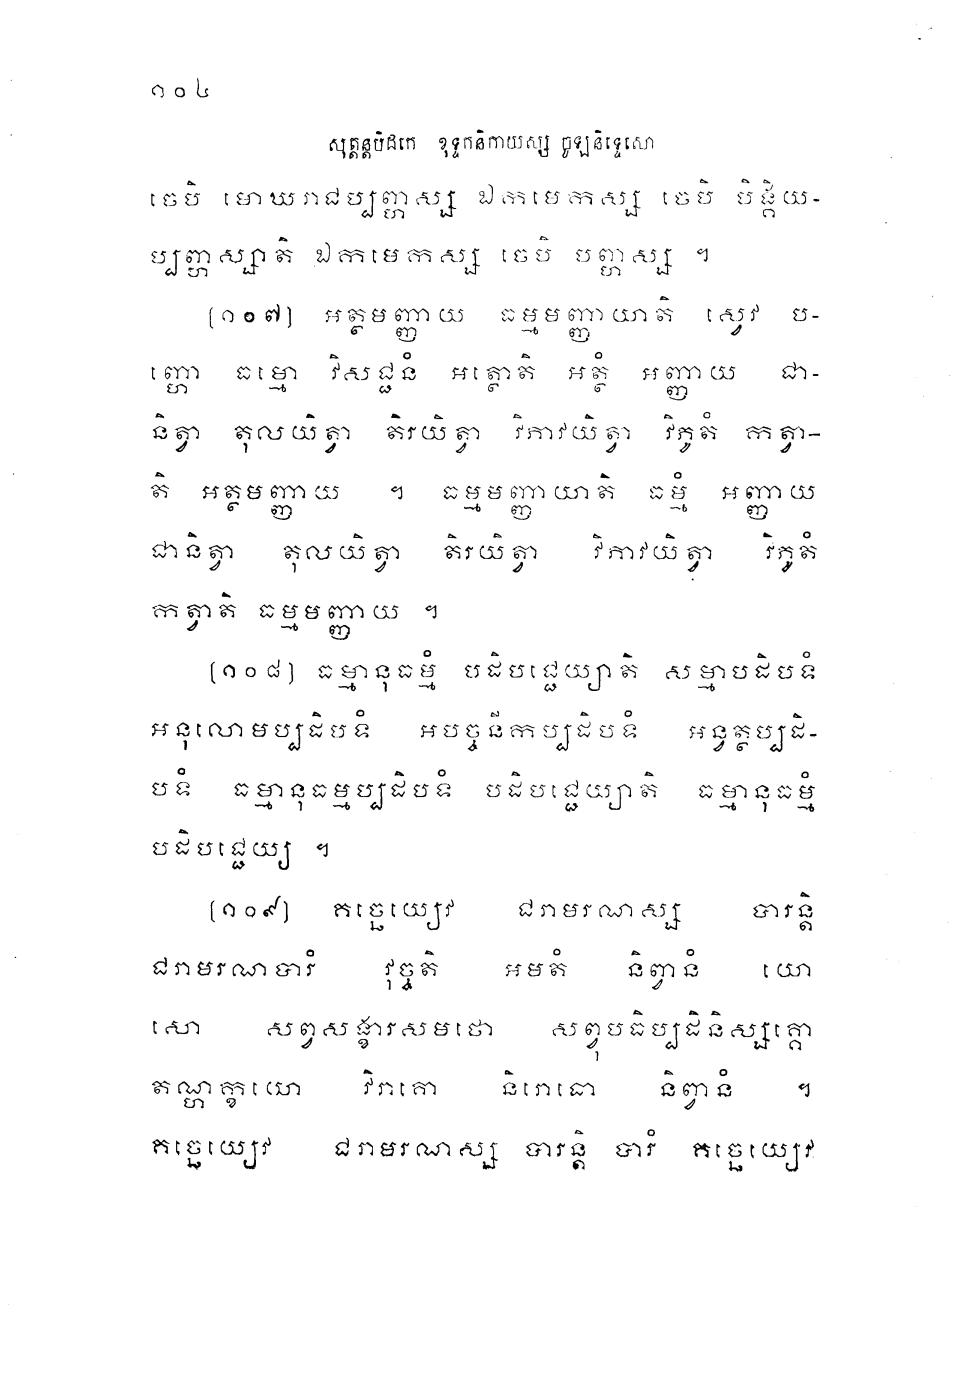 ១០៤
សុត្តន្តបិដកេ ខុទ្ទកនិកាយស្ស ចូឡនិទ្ទេសោ
ចេបិ មោឃរាជប្បញ្ហស្ស ឯកមេកស្ស ចេបិ បិង្គិយ-
ប្បញ្ហស្សាតិ ឯកមេកស្ស ចេបិ បញ្ហស្ស ។
[១០៧] អត្ថមញ្ញាយ ធម្មមញ្ញាយាតិ ស្វេវ ប-
ញ្ហោ ធម្មោ វិសជ្ជនំ អត្ថោតិ អត្ថំ អញ្ញាយ ជា-
និត្វា តុលយិត្វា តិរយិត្វា វិភាវយិត្វា វិភូតំ កត្វា-
តិ អត្ថមញ្ញាយ ។ ធម្មមញ្ញាយាតិ ធម្មំ អញ្ញាយ
ជានិត្វា តុលយិត្វា តិរយិត្វា វិភាវយិត្វា វិភូតំ
កត្វាតិ ធម្មមញ្ញាយ ។
[១០៨] ធម្មានុធម្មំ បដិបជ្ជេយ្យាតិ សម្មាបដិបទំ
អនុលោមប្បដិបទំ អបច្ចនីកប្បដិបទំ អន្វត្ថប្បដិ-
បទំ ធម្មានុធម្មប្បដិបទំ បដិបជ្ជេយ្យាតិ ធម្មានុធម្មំ
បដិបជ្ជេយ្យ ។
[១០៩] គច្ឆេយ្យេវ ជរាមរណស្ស បារន្តិ
ជរាមរណបារំ វុច្ចតិ អមតំ និព្វានំ យោ
សោ សព្វសង្ខារសមថោ សព្វុបធិប្បដិនិស្សគ្គោ
តណ្ហក្ខយោ វិរាគោ និរោធោ និព្វានំ ។
គច្ឆេយ្យេវ ជរាមរណស្ស បារន្តិ បារំ គច្ឆេយ្យេវ